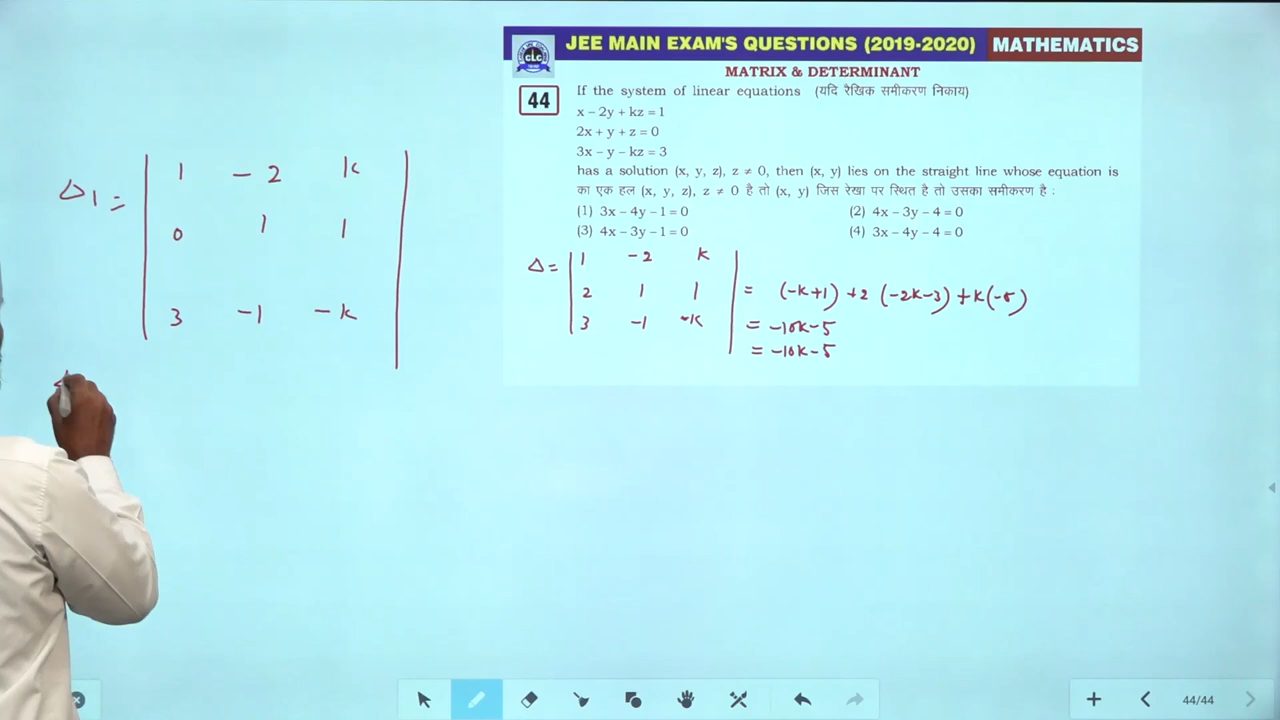 JEE MAIN EXAM'S QUESTIONS (2019-2020) MATHEMATICS
CLC
MATRIX & DETERMINANT
44 If the system of linear equations (यदि रैखिक समीकरण निकाय)
x – 2y + kz = 1
2x + y + z = 0
3x – y – kz = 3
has a solution (x, y, z), z ≠ 0, then (x, y) lies on the straight line whose equation is
का एक हल (x, y, z), z ≠ 0 है तो (x, y) जिस रेखा पर स्थित है तो उसका समीकरण है :
(1) 3x – 4y – 1 = 0 (2) 4x – 3y – 4 = 0
(3) 4x – 3y – 1 = 0 (4) 3x – 4y – 4 = 0
Δ = | 1 -2 k |
| 2 1 1 | = (-k+1) +2 (-2k-3) + k(-5)
| 3 -1 -k | = -10k-5
= -10k-5
Δ1 = | 1 -2 k |
| 0 1 1 |
| 3 -1 -k |
44/44